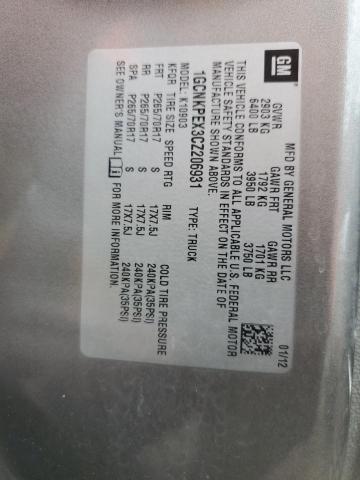 GM
MFD BY GENERAL MOTORS LLC
01/12
GVWR GAWR FRT GAWR RR
2903 KG 1792 KG 1701 KG
6400 LB 3950 LB 3750 LB
THIS VEHICLE CONFORMS TO ALL APPLICABLE U.S. FEDERAL MOTOR
VEHICLE SAFETY STANDARDS IN EFFECT ON THE DATE OF
MANUFACTURE SHOWN ABOVE.
1GCNKPEX3CZ206931 TYPE: TRUCK
MODEL: K10903
KFDR TIRE SIZE SPEED RTG RIM COLD TIRE PRESSURE
FRT P265/70R17 S 17X7.5J 240KPA(35PSI)
RR P265/70R17 S 17X7.5J 240KPA(35PSI)
SPA P265/70R17 S 17X7.5J 240KPA(35PSI)
SEE OWNER'S MANUAL FOR MORE INFORMATION.